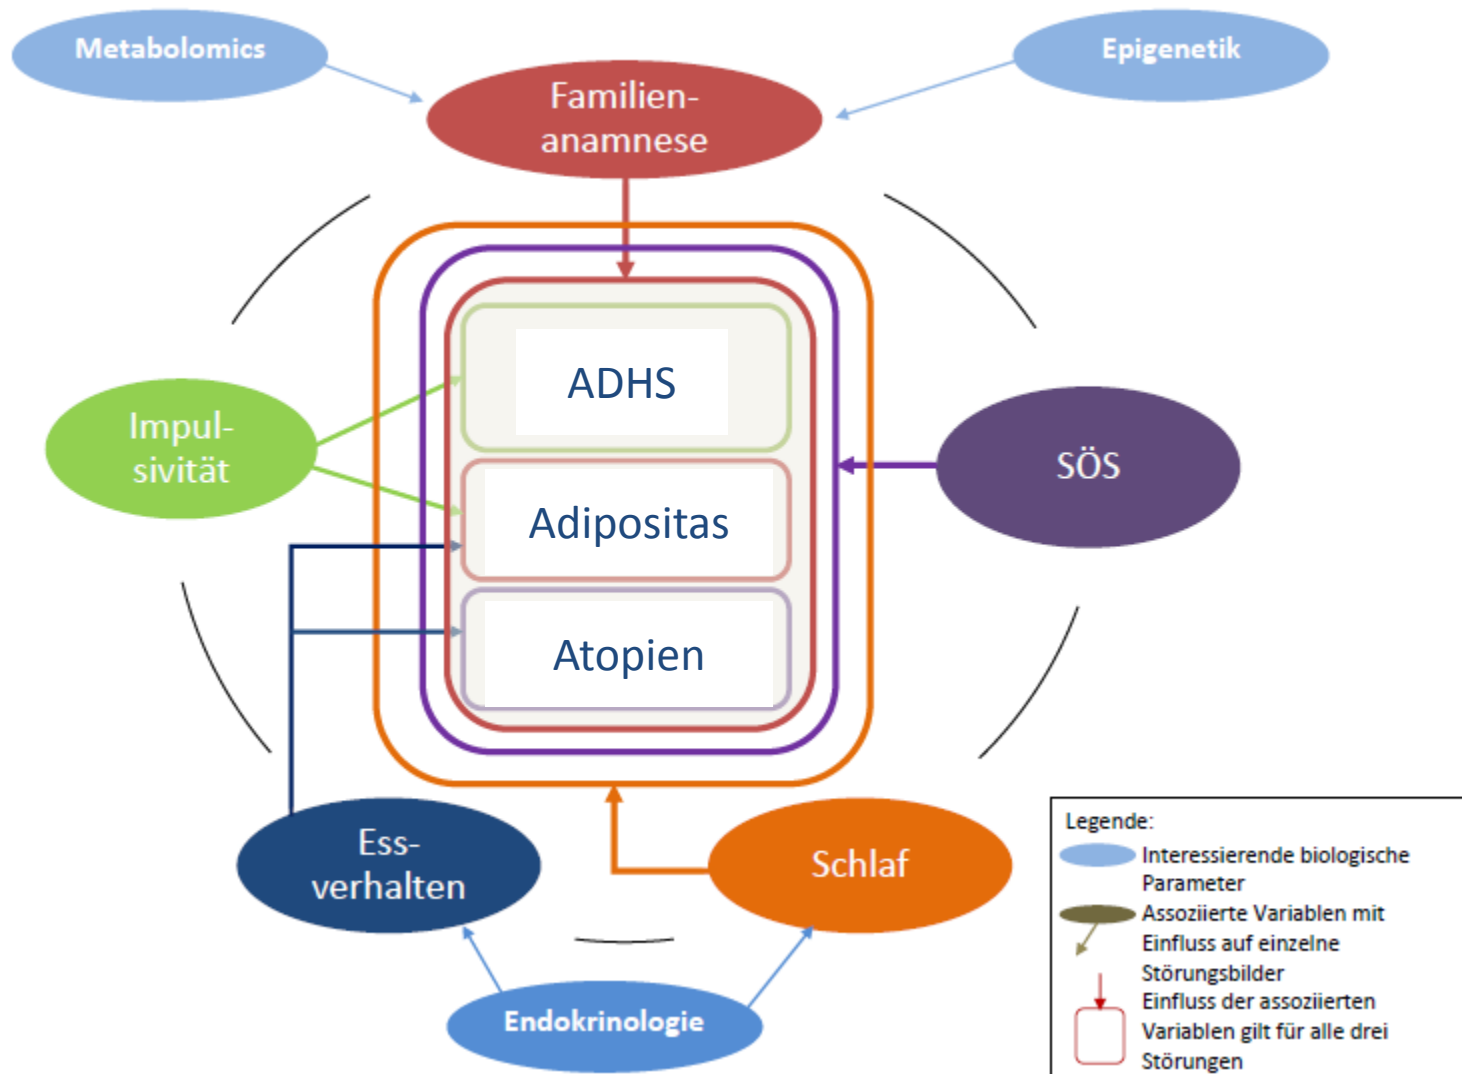 Metabolomics
Epigenetik
Familien-
anamnese
ADHS
Impul-
sivität
SÖS
Adipositas
Atopien
Ess-
verhalten
Schlaf
Endokrinologie
Legende:
Interessierende biologische
Parameter
Assoziierte Variablen mit
Einfluss auf einzelne
Störungsbilder
Einfluss der assoziierten
Variablen gilt für alle drei
Störungen